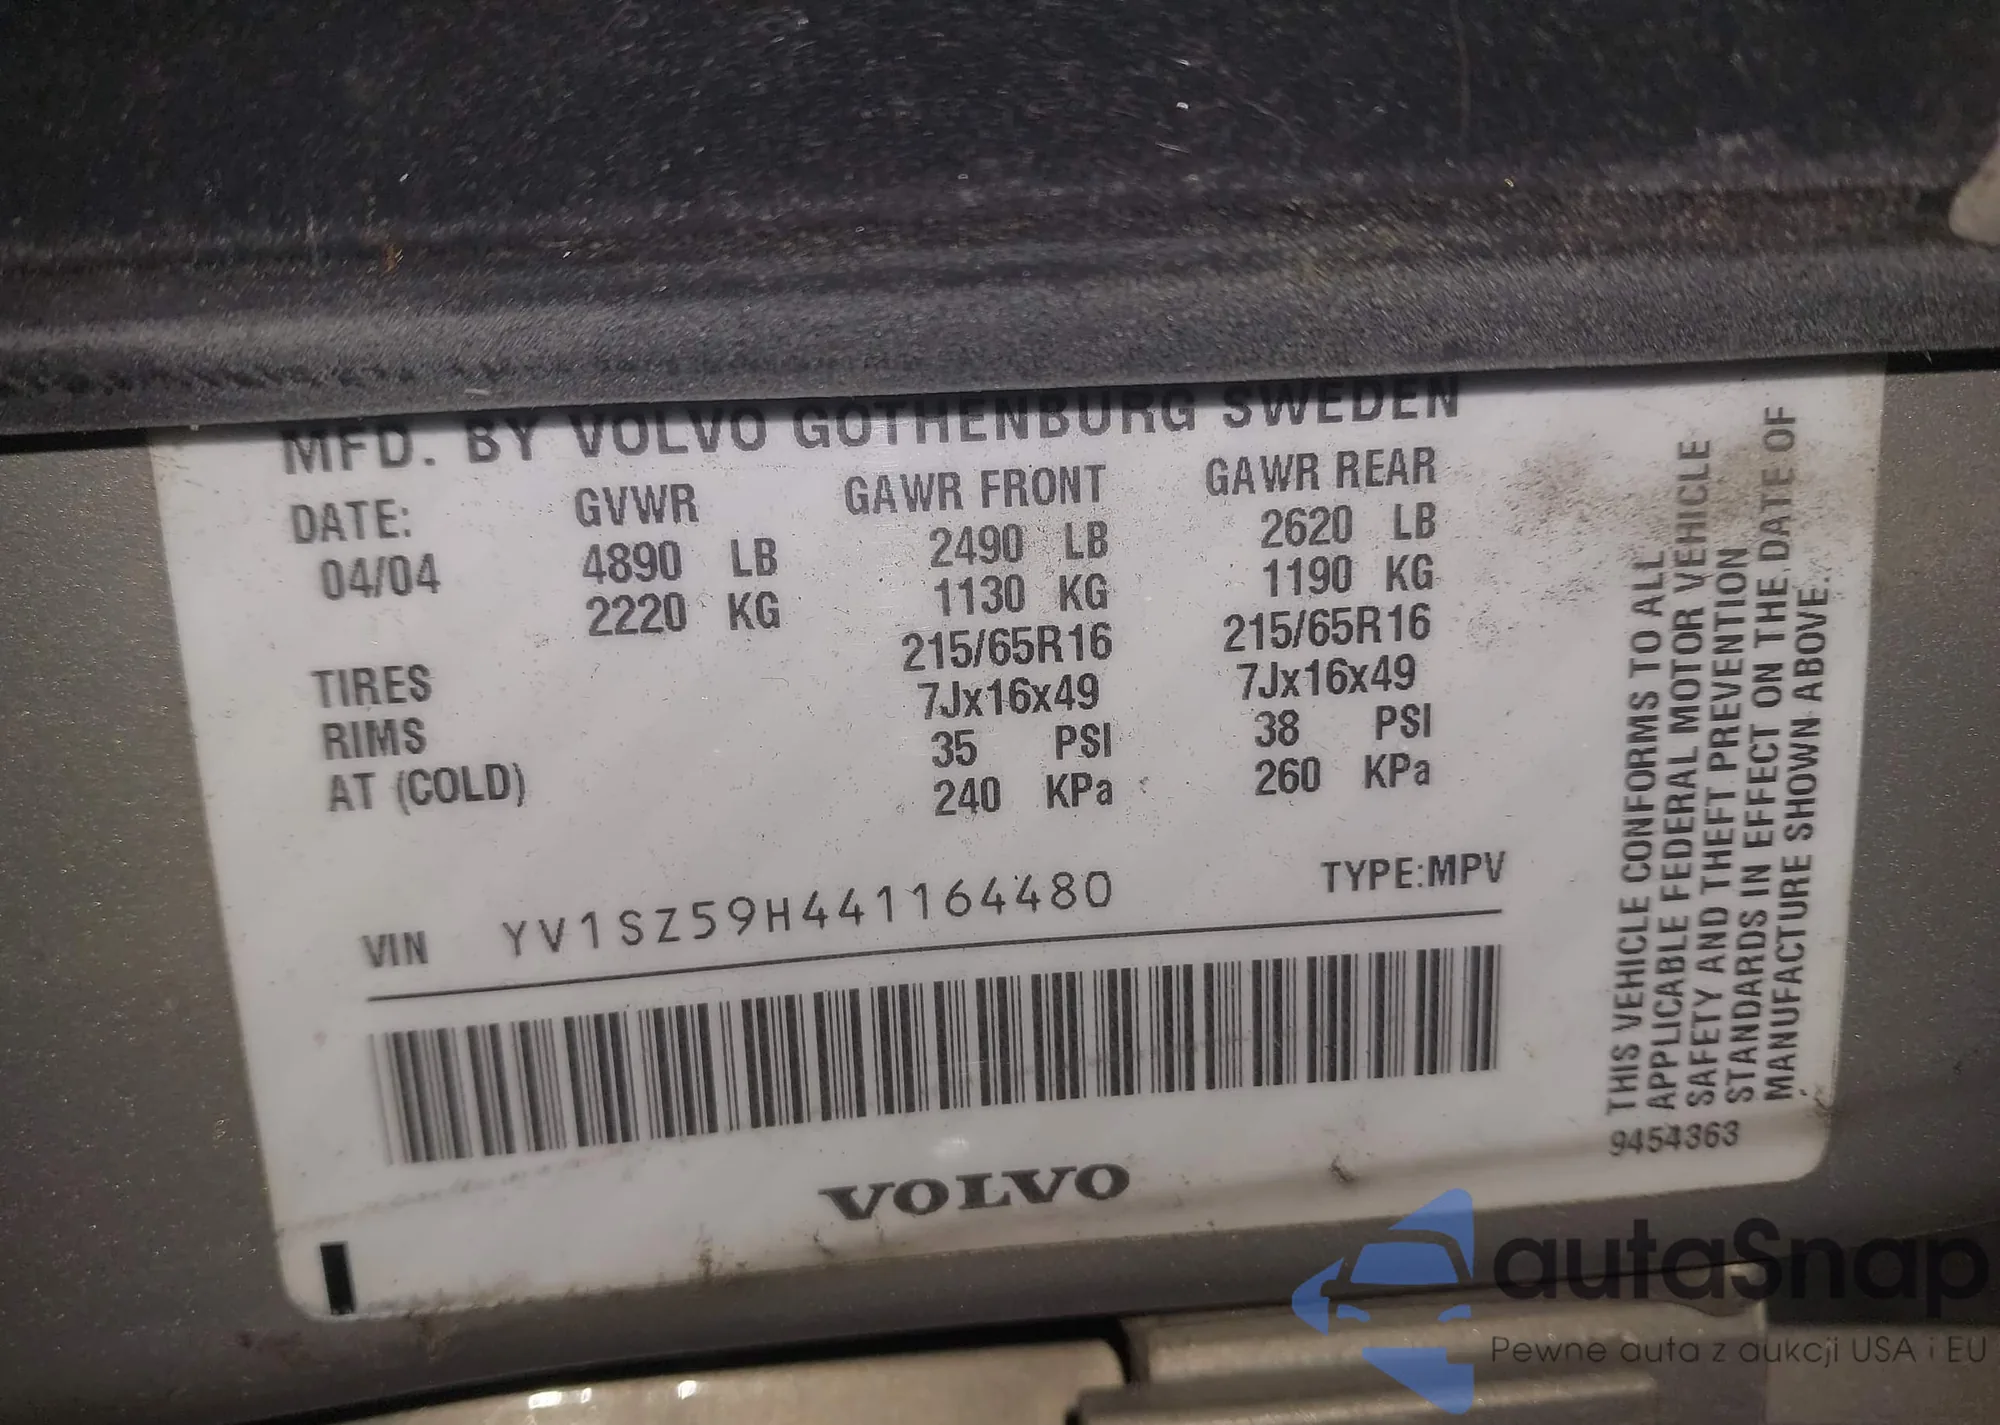 MFD. BY VOLVO GOTHENBURG SWEDEN
DATE: GVWR GAWR FRONT GAWR REAR
04/04 4890 LB 2490 LB 2620 LB
2220 KG 1130 KG 1190 KG
TIRES 215/65R16 215/65R16
RIMS 7Jx16x49 7Jx16x49
AT (COLD) 35 PSI 38 PSI
240 KPa 260 KPa
VIN YV1SZ59H441164480 TYPE:MPV
VOLVO
THIS VEHICLE CONFORMS TO ALL
APPLICABLE FEDERAL MOTOR VEHICLE
SAFETY AND THEFT PREVENTION
STANDARDS IN EFFECT ON THE DATE OF
MANUFACTURE SHOWN ABOVE.
9454363
autaSnap
Pewne auta z aukcji USA i EU